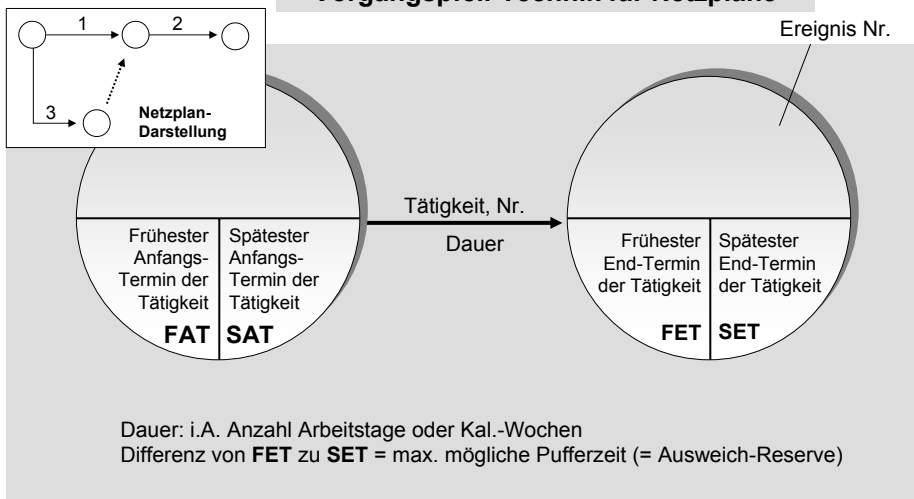 Vorgangspfeil-Technik für Netzpläne
Ereignis Nr.
1
2
3
Netzplan-
Darstellung
Tätigkeit, Nr.
Dauer
Frühester
Anfangs-
Termin der
Tätigkeit
FAT
Spätester
Anfangs-
Termin der
Tätigkeit
SAT
Frühester
End-Termin
der Tätigkeit
FET
Spätester
End-Termin
der Tätigkeit
SET
Dauer: i.A. Anzahl Arbeitstage oder Kal.-Wochen
Differenz von FET zu SET = max. mögliche Pufferzeit (= Ausweich-Reserve)